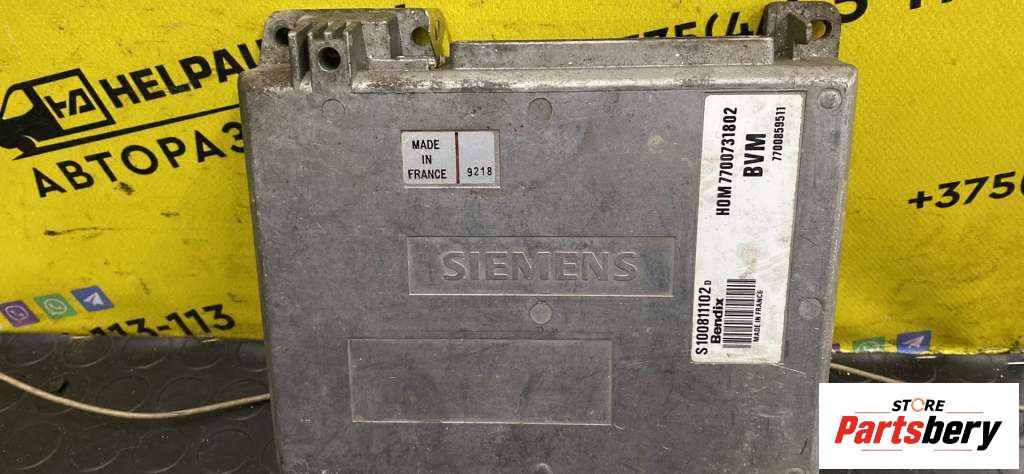 HELPAU
АВТОРАЗ
HA
MADE
IN
FRANCE
9218
SIEMENS
HOM 7700731802
BVM
7700859511
S100811102 D
Bendix
MADE IN FRANCE
-113-113
+375
STORE
Partsbery